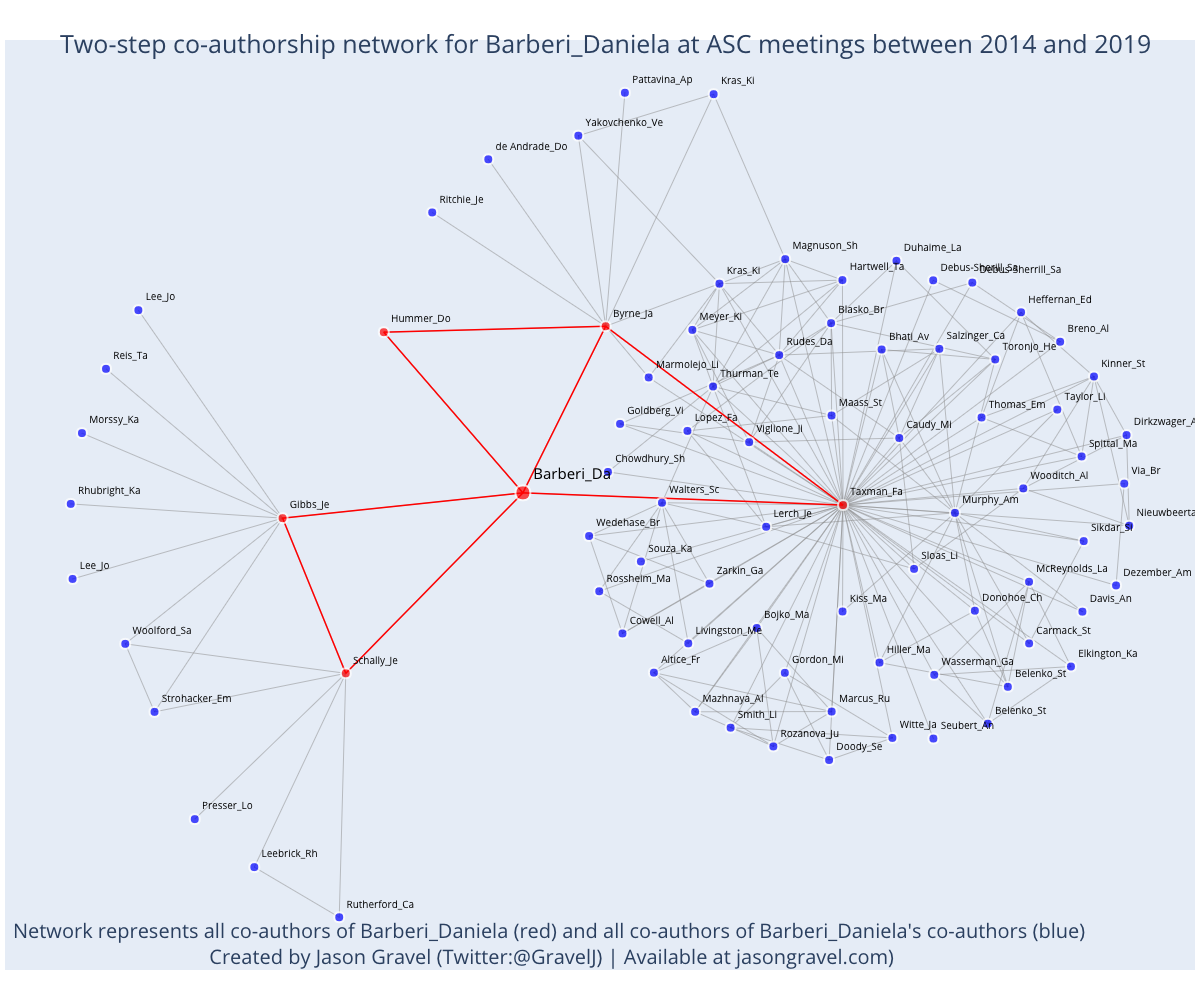 Two-step co-authorship network for Barberi_Daniela at ASC meetings between 2014 and 2019
Pattavina_Ap
Kras_Ki
Yakovchenko_Ve
de Andrade_Do
Ritchie_Je
Magnuson_Sh
Duhaime_La
Kras_Ki
Hartwell_Ta
Debus-Sherill_Sa
Debus-Sherrill_Sa
Lee_Jo
Hummer_Do
Byrne_Ja
Meyer_Ki
Blasko_Br
Heffernan_Ed
Reis_Ta
Rudes_Da
Bhati_Av
Salzinger_Ca
Toronjo_He
Breno_Al
Marmolejo_Li
Thurman_Te
Kinner_St
Morssy_Ka
Goldberg_Vi
Lopez_Fa
Viglione_Ji
Maass_St
Caudy_Mi
Thomas_Em
Taylor_Li
Dirkzwager_A
Spittal_Ma
Chowdhury_Sh
Barberi_Da
Wooditch_Al
Via_Br
Rhubright_Ka
Gibbs_Je
Walters_Sc
Taxman_Fa
Murphy_Am
Nieuwbeerta
Wedehase_Br
Lerch_Je
Sikdar_Si
Souza_Ka
Sloas_Li
Lee_Jo
Rossheim_Ma
Zarkin_Ga
McReynolds_La
Dezember_Am
Kiss_Ma
Donohoe_Ch
Davis_An
Woolford_Sa
Cowell_Al
Livingston_Me
Bojko_Ma
Carmack_St
Schally_Je
Altice_Fr
Gordon_Mi
Hiller_Ma
Wasserman_Ga
Elkington_Ka
Belenko_St
Strohacker_Em
Mazhnaya_Al
Smith_Li
Marcus_Ru
Belenko_St
Rozanova_Ju
Doody_Se
Witte_Ja
Seubert_An
Presser_Lo
Leebrick_Rh
Rutherford_Ca
Network represents all co-authors of Barberi_Daniela (red) and all co-authors of Barberi_Daniela's co-authors (blue)
Created by Jason Gravel (Twitter:@GravelJ) | Available at jasongravel.com)